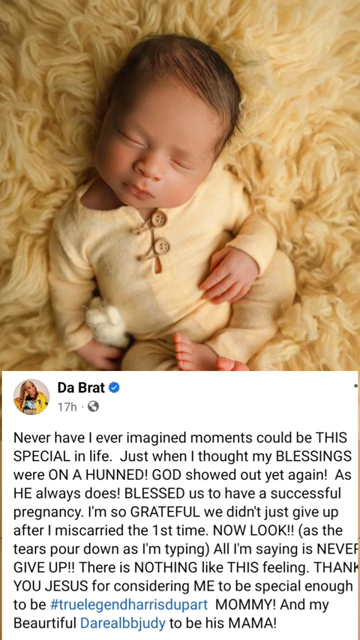 Da Brat
17h ·
Never have I ever imagined moments could be THIS
SPECIAL in life. Just when I thought my BLESSINGS
were ON A HUNNED! GOD showed out yet again! As
HE always does! BLESSED us to have a successful
pregnancy. I'm so GRATEFUL we didn't just give up
after I miscarried the 1st time. NOW LOOK!! (as the
tears pour down as I'm typing) All I'm saying is NEVER
GIVE UP!! There is NOTHING like THIS feeling. THANK
YOU JESUS for considering ME to be special enough
to be #truelegendharrisdupart MOMMY! And my
Beaurtiful Darealbbjudy to be his MAMA!